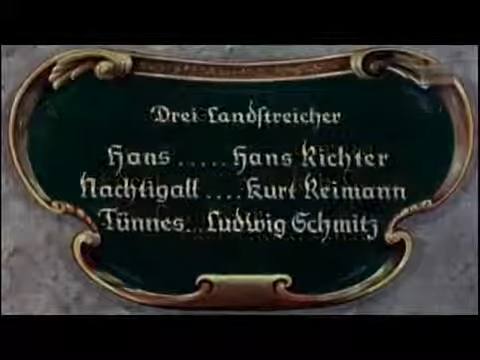 Drei Landstreicher
Hans ..... Hans Richter
Nachtigall .... Kurt Reimann
Tünnes... Ludwig Schmitz